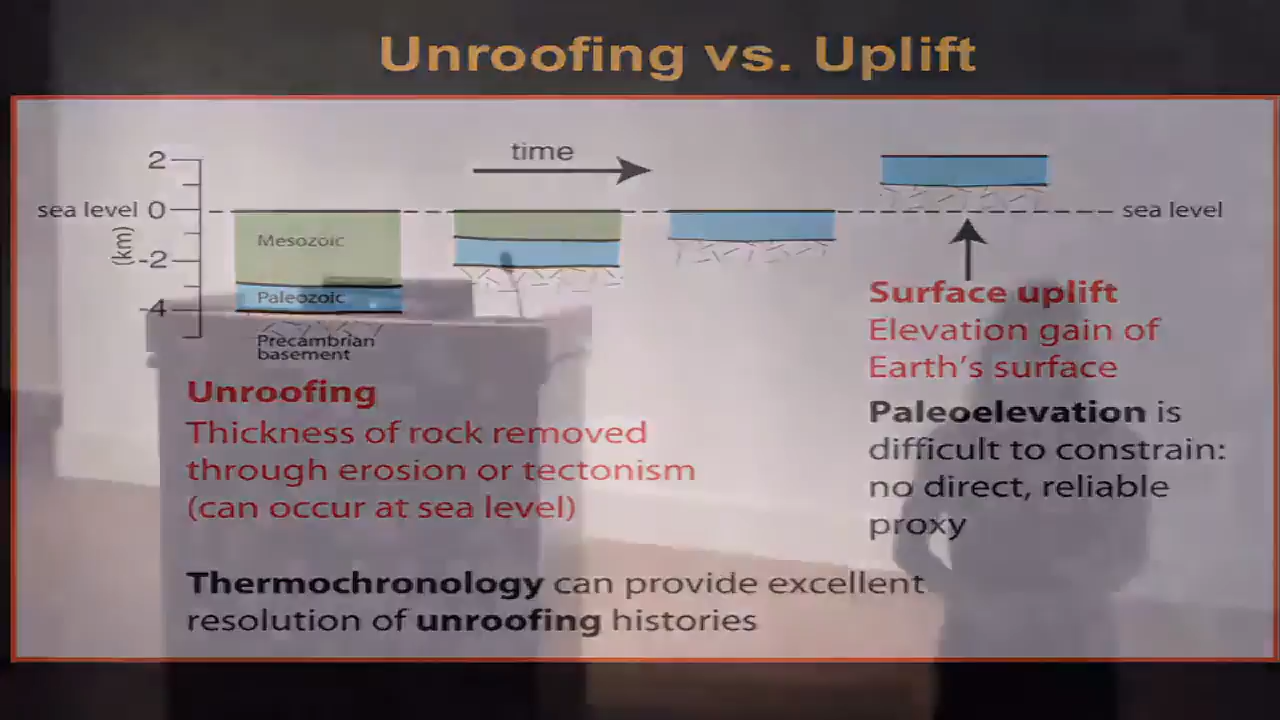 Unroofing vs. Uplift
time
2
sea level 0
sea level
(km)
-2
-4
Mesozoic
Paleozoic
Precambrian
basement
Unroofing
Thickness of rock removed
through erosion or tectonism
(can occur at sea level)
Surface uplift
Elevation gain of
Earth's surface
Paleoelevation is
difficult to constrain:
no direct, reliable
proxy
Thermochronology can provide excellent
resolution of unroofing histories